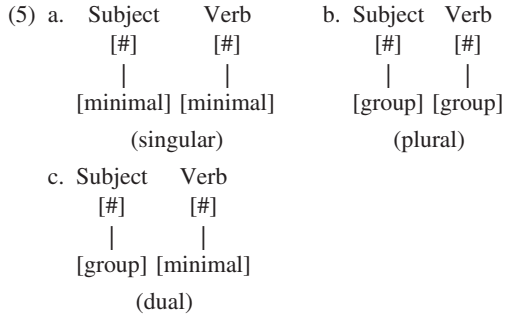 (5) a. Subject Verb b. Subject Verb
[#] [#] [#] [#]
| | | |
[minimal] [minimal] [group] [group]
(singular) (plural)
c. Subject Verb
[#] [#]
| |
[group] [minimal]
(dual)